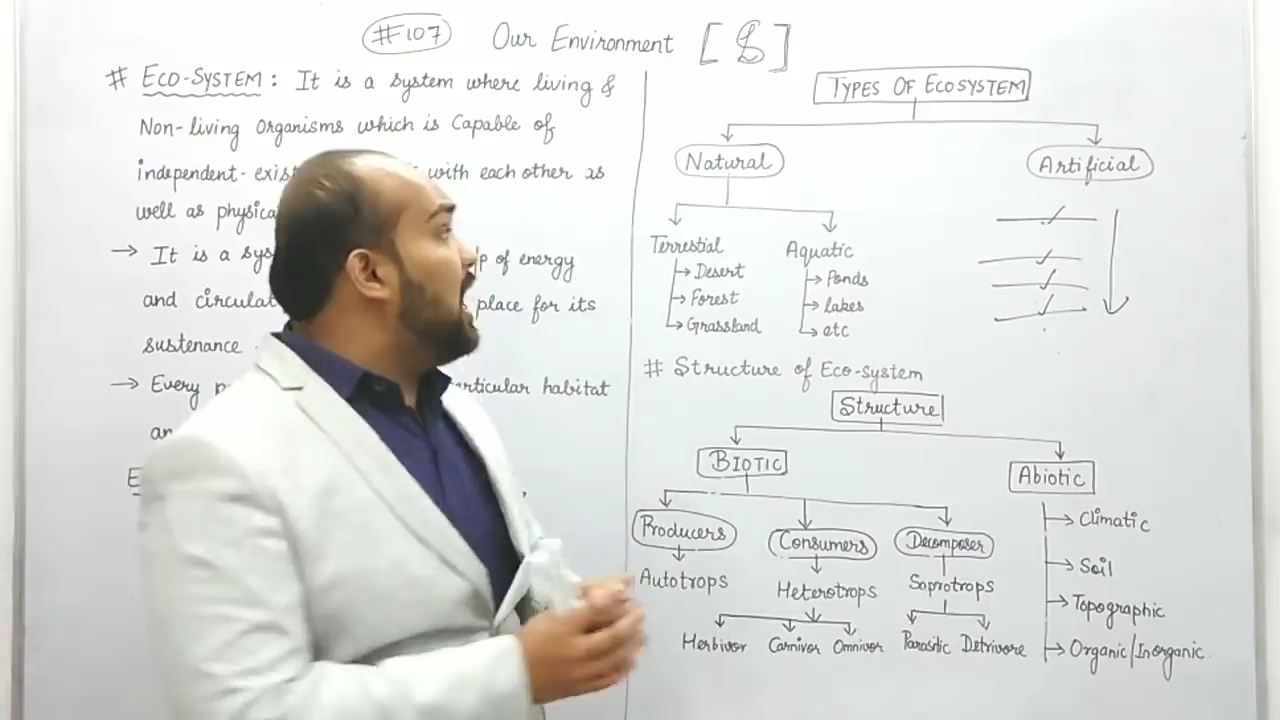 #107 Our Environment
# ECO-SYSTEM : It is a system where living &
Non-living Organisms which is Capable of
independent-exist with each other as
well as physica
→ It is a sys of energy
and circulat place for its
sustenance
→ Every rticular habitat
an
TYPES OF ECOSYSTEM
Natural
Artificial
Terrestial
→ Desert
→ Forest
→ Grassland
Aquatic
→ Ponds
→ lakes
→ etc
# Structure of Eco-system
Structure
BIOTIC
Abiotic
Producers
Consumers
Decomposer
Autotrops
Heterotrops
Saprotrops
Herbivor Carnivor Omnivor
Parasitic Detrivore
→ Climatic
→ Soil
→ Topographic
→ Organic/Inorganic.